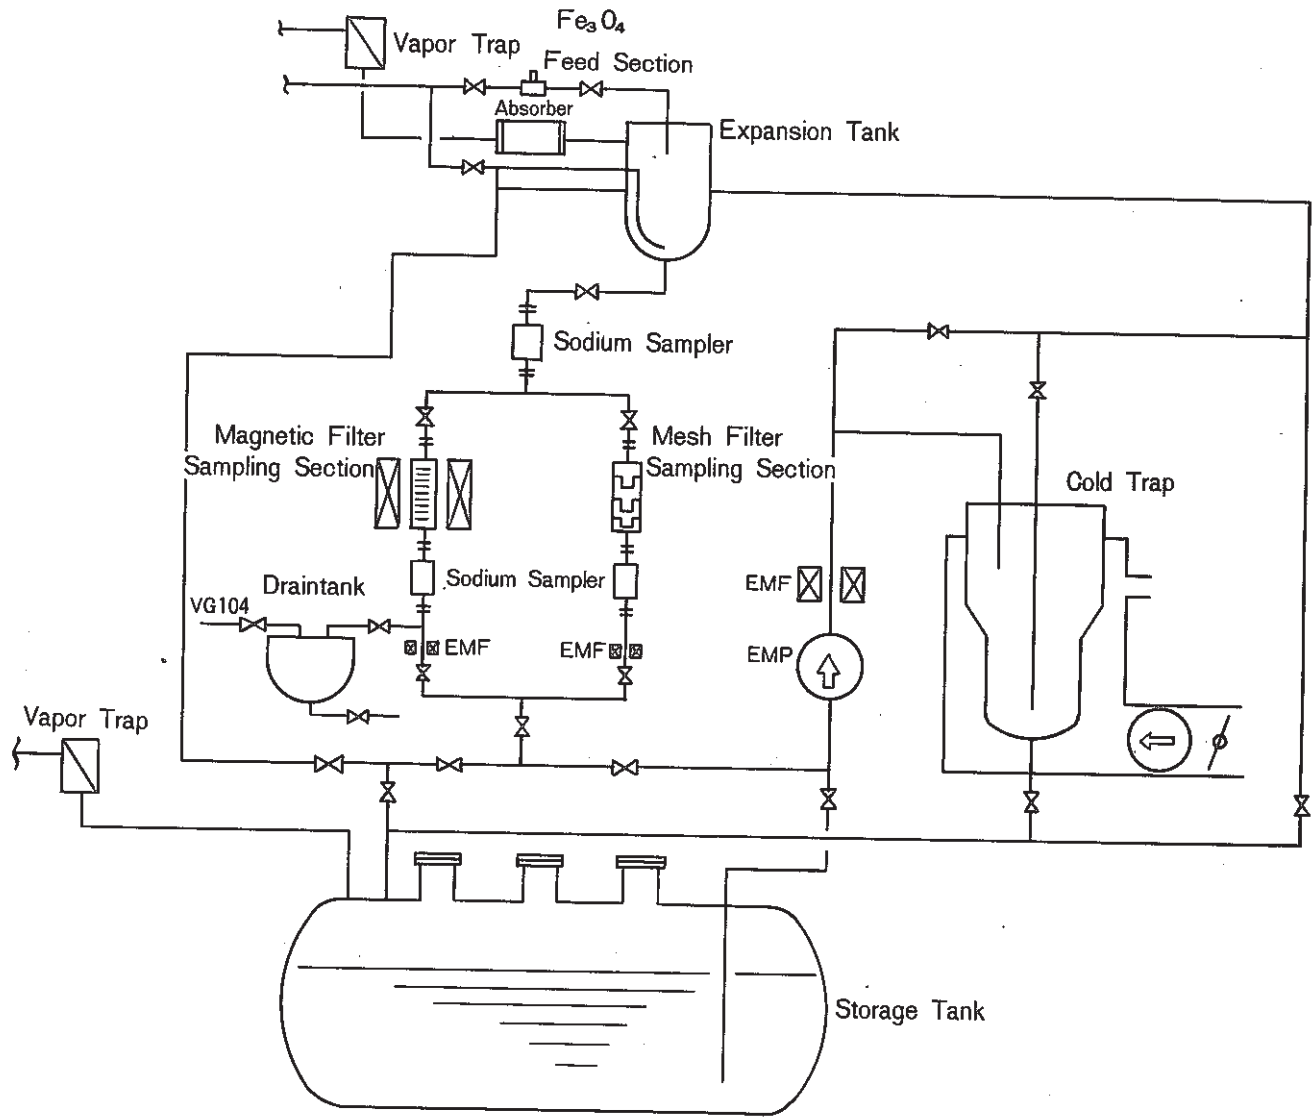 Fe₃O₄
Vapor Trap
Feed Section
Absorber
Expansion Tank
Sodium Sampler
Magnetic Filter
Sampling Section
Mesh Filter
Sampling Section
Cold Trap
Draintank
Sodium Sampler
EMF
VG104
EMF
EMF
EMP
Vapor Trap
Storage Tank